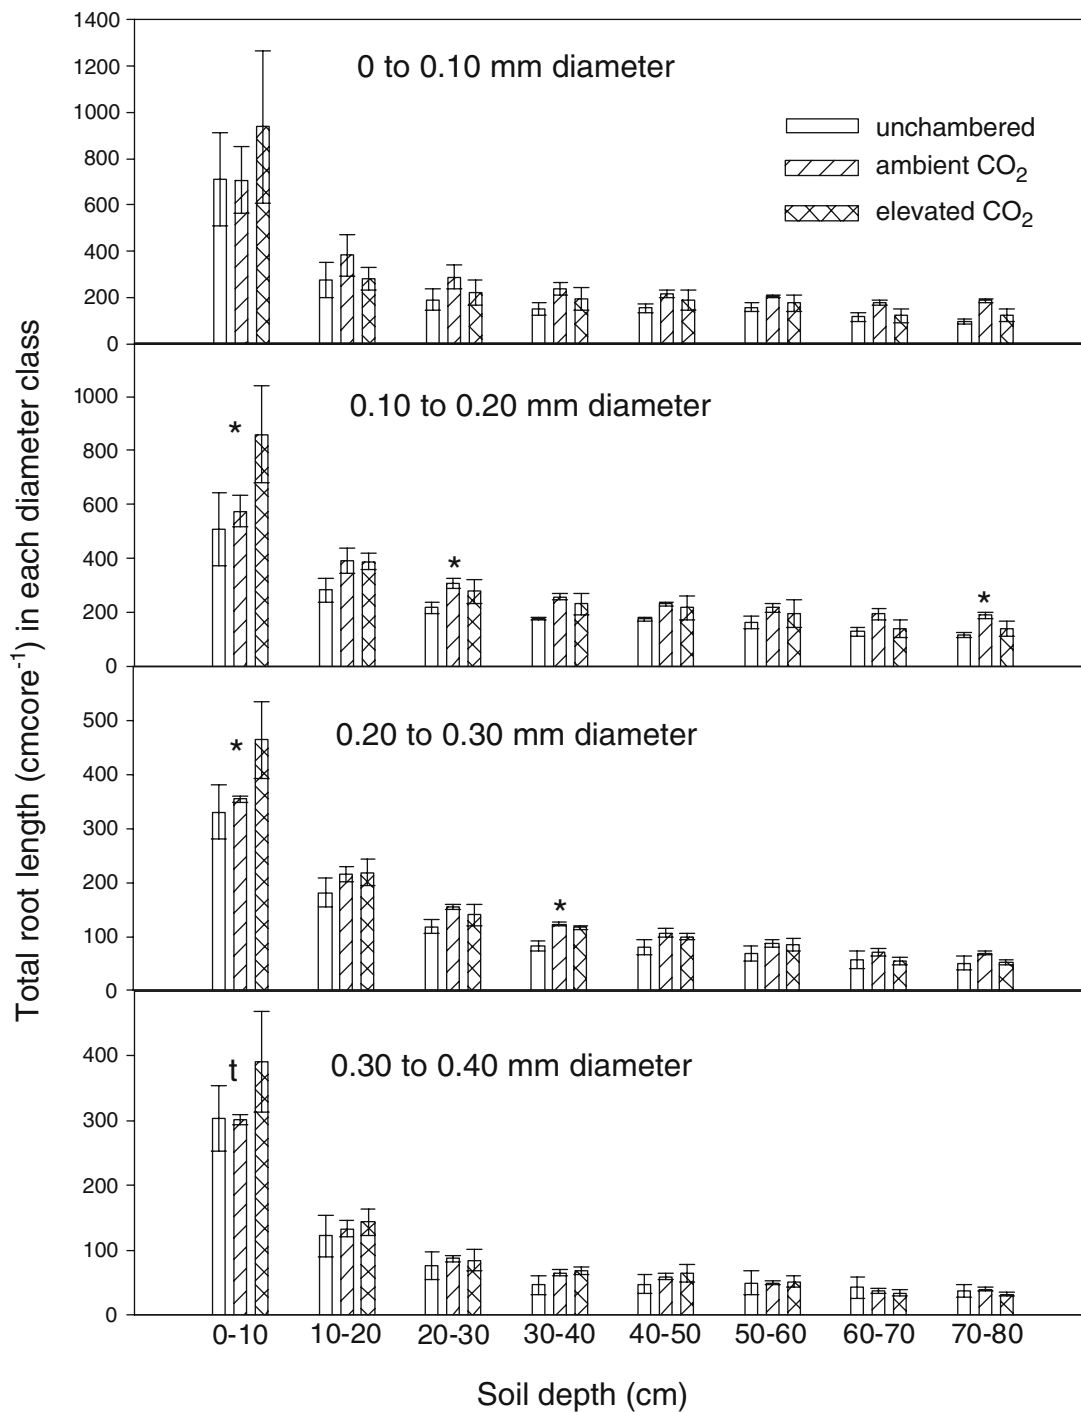 Total root length (cmcore⁻¹) in each diameter class
1400
1200
1000
800
600
400
200
0
0 to 0.10 mm diameter
unchambered
ambient CO₂
elevated CO₂
1000
800
600
400
200
0
0.10 to 0.20 mm diameter
*
*
*
500
400
300
200
100
0
0.20 to 0.30 mm diameter
*
*
400
300
200
100
0
0.30 to 0.40 mm diameter
t
0-10 10-20 20-30 30-40 40-50 50-60 60-70 70-80
Soil depth (cm)